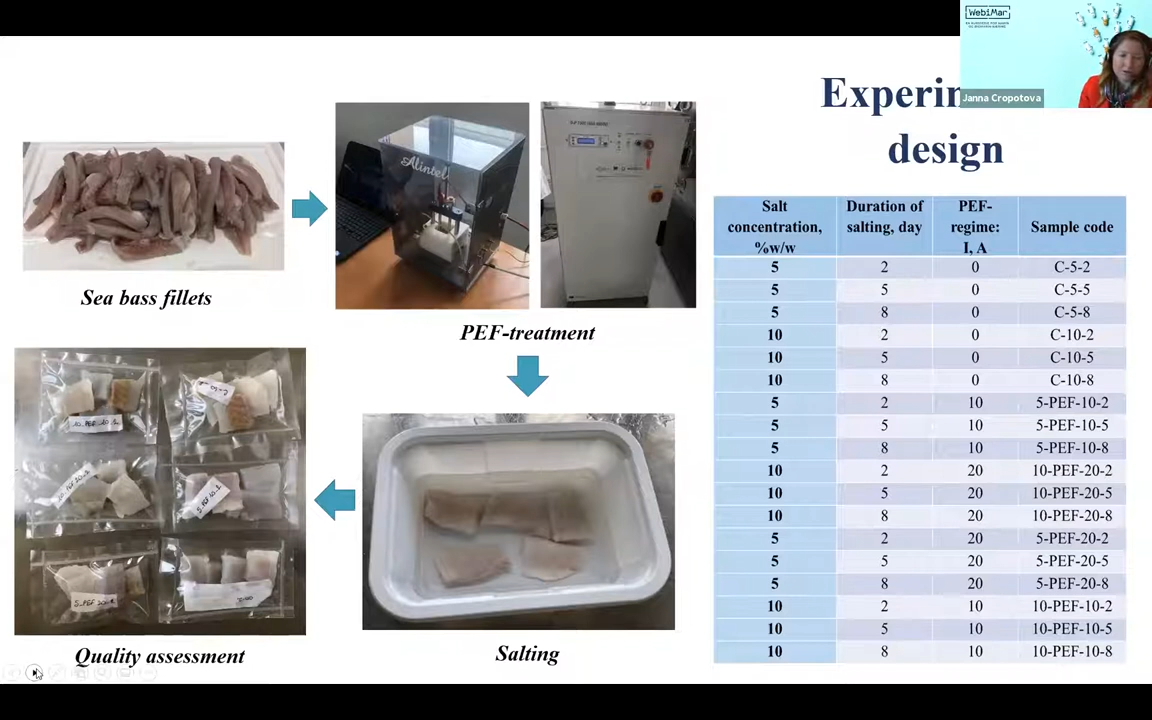 WebiMar
Janna Cropotova
Experim
design
Alintel
Sea bass fillets
PEF-treatment
Quality assessment
Salting
Salt concentration, %w/w | Duration of salting, day | PEF-regime: I, A | Sample code
5 2 0 C-5-2
5 5 0 C-5-5
5 8 0 C-5-8
10 2 0 C-10-2
10 5 0 C-10-5
10 8 0 C-10-8
5 2 10 5-PEF-10-2
5 5 10 5-PEF-10-5
5 8 10 5-PEF-10-8
10 2 20 10-PEF-20-2
10 5 20 10-PEF-20-5
10 8 20 10-PEF-20-8
5 2 20 5-PEF-20-2
5 5 20 5-PEF-20-5
5 8 20 5-PEF-20-8
10 2 10 10-PEF-10-2
10 5 10 10-PEF-10-5
10 8 10 10-PEF-10-8